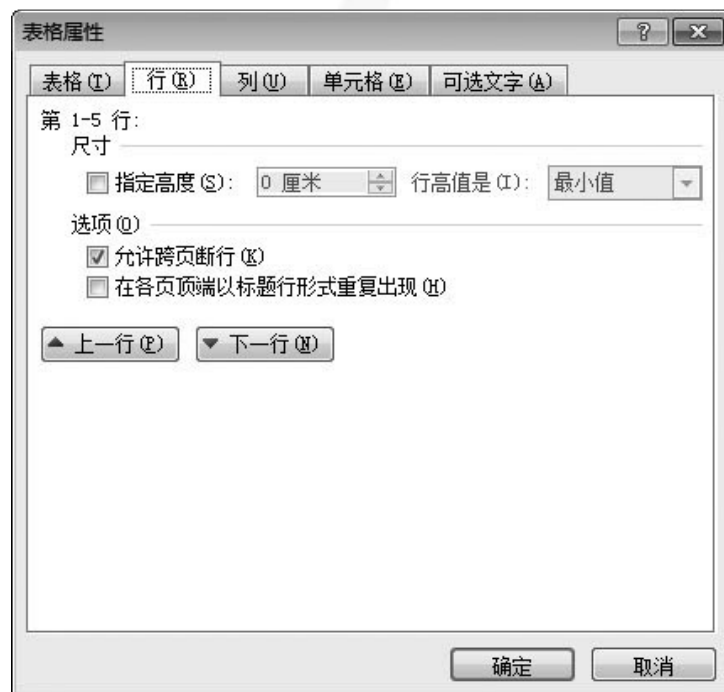 表格属性
表格(T) 行(R) 列(U) 单元格(E) 可选文字(A)
第 1-5 行:
尺寸
指定高度(S): 0 厘米 行高值是(I): 最小值
选项(O)
允许跨页断行(K)
在各页顶端以标题行形式重复出现(H)
上一行(P) 下一行(N)
确定 取消